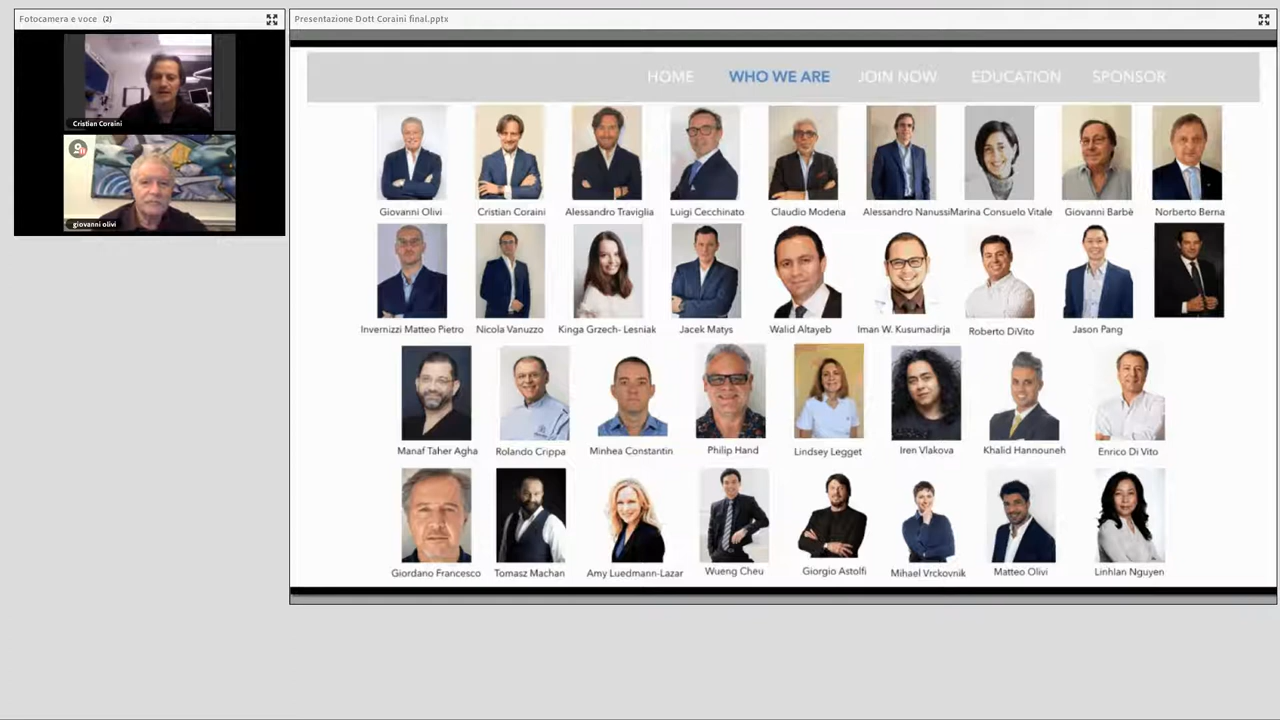 Fotocamera e voce (2)
Cristian Coraini
giovanni olivi
Presentazione Dott Coraini final.pptx
HOME WHO WE ARE JOIN NOW EDUCATION SPONSOR
Giovanni Olivi Cristian Coraini Alessandro Traviglia Luigi Cecchinato Claudio Modena Alessandro Nanussi Marina Consuelo Vitale Giovanni Barbè Norberto Berna
Invernizzi Matteo Pietro Nicola Vanuzzo Kinga Grzech- Lesniak Jacek Matys Walid Altayeb Iman W. Kusumadirja Roberto DiVito Jason Pang
Manaf Taher Agha Rolando Crippa Minhea Constantin Philip Hand Lindsey Legget Iren Vlakova Khalid Hannouneh Enrico Di Vito
Giordano Francesco Tomasz Machan Amy Luedmann-Lazar Wueng Cheu Giorgio Astolfi Mihael Vrckovnik Matteo Olivi Linhlan Nguyen